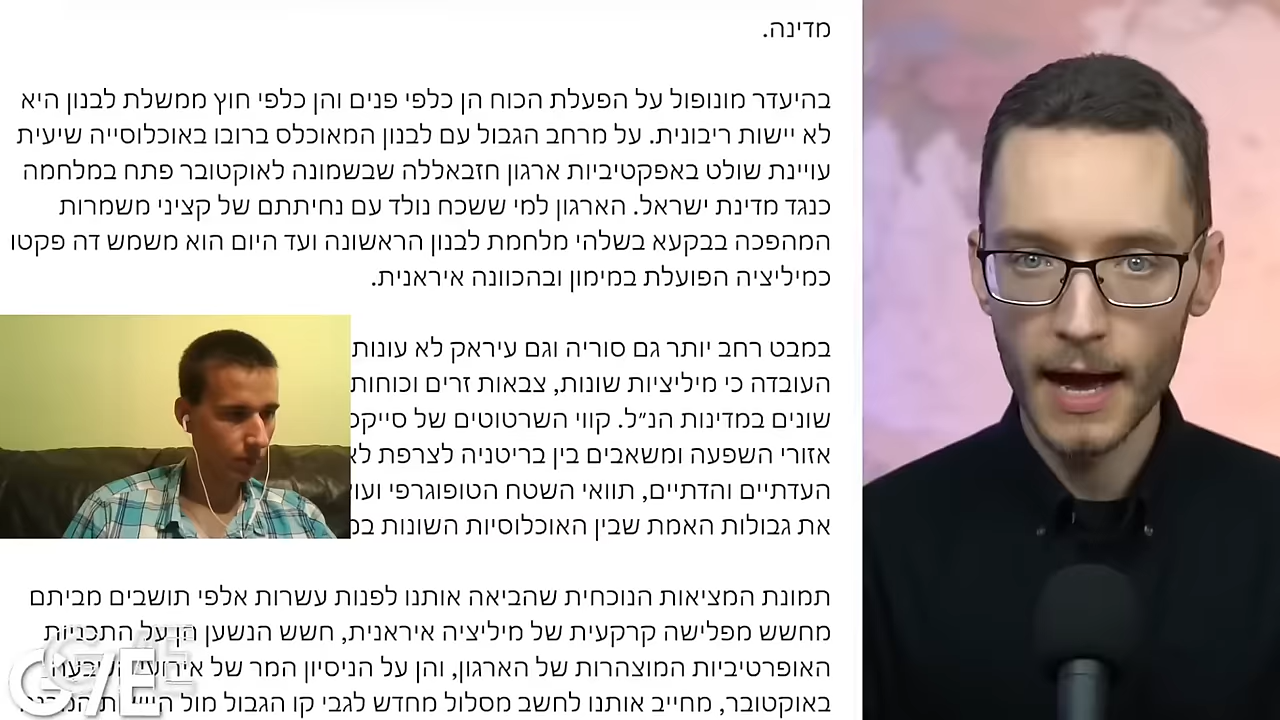 מדינה.
בהיעדר מונופול על הפעלת הכוח הן כלפי פנים והן כלפי חוץ ממשלת לבנון היא
לא יישות ריבונית. על מרחב הגבול עם לבנון המאוכלס ברובו באוכלוסייה שיעית
עויינת שולט באפקטיביות ארגון חזבאללה שבשמונה לאוקטובר פתח במלחמה
כנגד מדינת ישראל. הארגון למי ששכח נולד עם נחיתתם של קציני משמרות
המהפכה בבקעא בשלהי מלחמת לבנון הראשונה ועד היום הוא משמש דה פקטו
כמיליציה הפועלת במימון ובהכוונה איראנית.
במבט רחב יותר גם סוריה וגם עיראק לא עונות
העובדה כי מיליציות שונות, צבאות זרים וכוחות
שונים במדינות הנ״ל. קווי השרטוטים של סייקס
אזורי השפעה ומשאבים בין בריטניה לצרפת
העדתיים והדתיים, תוואי השטח הטופוגרפי
את גבולות האמת שבין האוכלוסיות השונות
תמונת המציאות הנוכחית שהביאה אותנו לפנות עשרות אלפי תושבים מביתם
מחשש מפלישה קרקעית של מיליציה איראנית, חשש הנשען הן על התכניות
האופרטיביות המוצהרות של הארגון, והן על הניסיון המר של אירועי השבעה
באוקטובר, מחייב אותנו לחשב מסלול מחדש לגבי קו הגבול מול
G7E